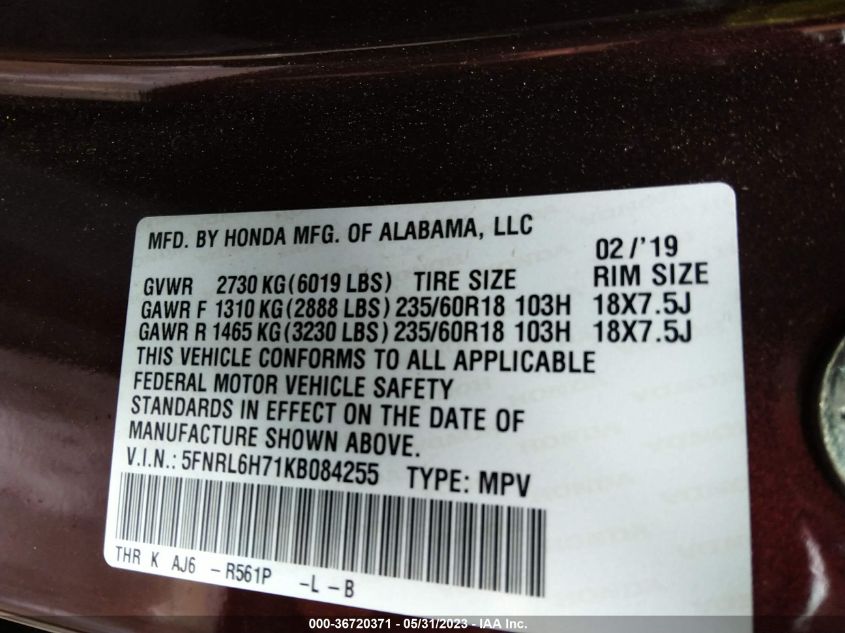 MFD. BY HONDA MFG. OF ALABAMA, LLC
02/'19
GVWR 2730 KG(6019 LBS) TIRE SIZE RIM SIZE
GAWR F 1310 KG(2888 LBS) 235/60R18 103H 18X7.5J
GAWR R 1465 KG(3230 LBS) 235/60R18 103H 18X7.5J
THIS VEHICLE CONFORMS TO ALL APPLICABLE
FEDERAL MOTOR VEHICLE SAFETY
STANDARDS IN EFFECT ON THE DATE OF
MANUFACTURE SHOWN ABOVE.
V.I.N.: 5FNRL6H71KB084255 TYPE: MPV
THR K AJ6 -R561P -L-B
000-36720371 - 05/31/2023 - IAA Inc.